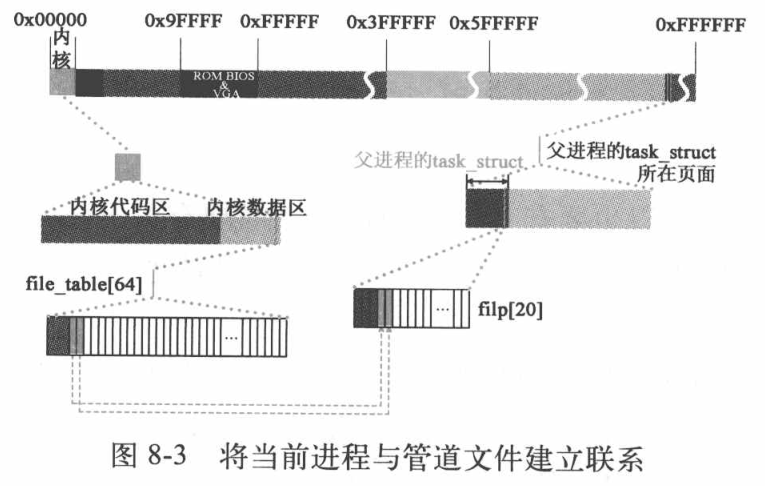 0x00000 0x9FFFF 0xFFFFF 0x3FFFFF 0x5FFFFF 0xFFFFFF
内
核
ROM BIOS
&
VGA
父进程的task_struct 父进程的task_struct
所在页面
内核代码区 内核数据区
file_table[64]
...
... filp[20]
图 8-3 将当前进程与管道文件建立联系